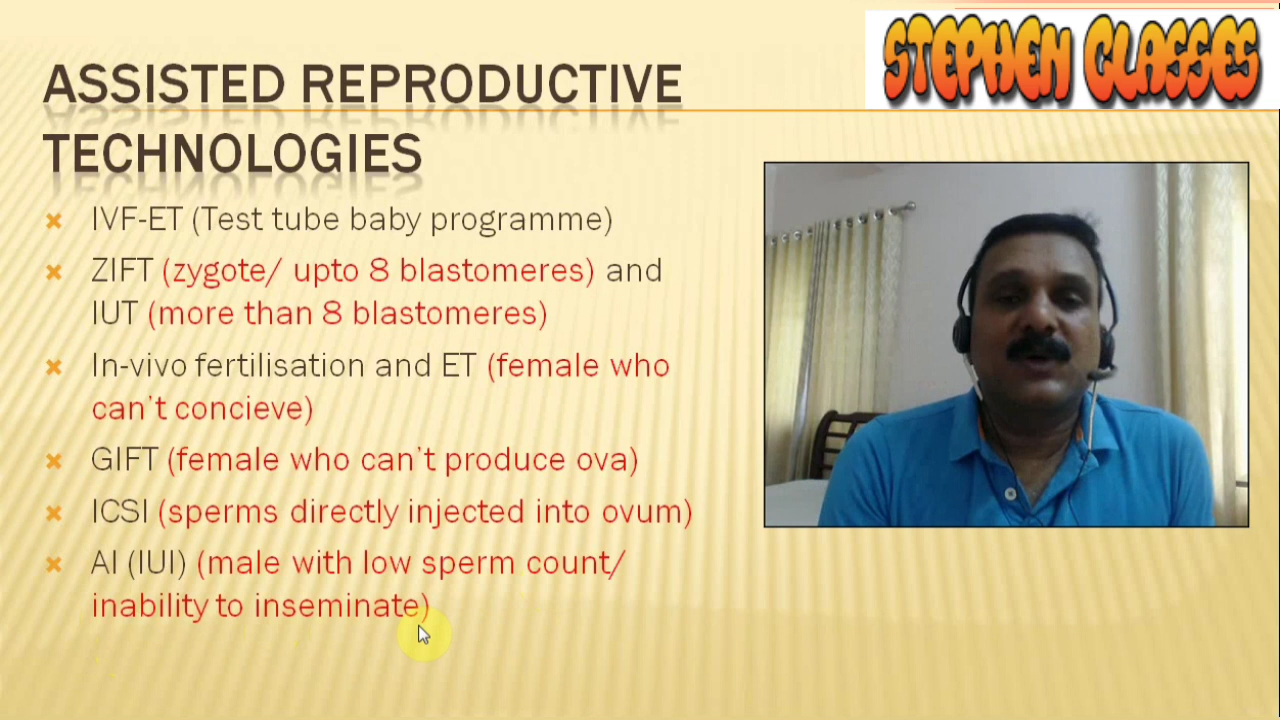 STEPHEN CLASSES
ASSISTED REPRODUCTIVE
TECHNOLOGIES
IVF-ET (Test tube baby programme)
ZIFT (zygote/ upto 8 blastomeres) and
IUT (more than 8 blastomeres)
In-vivo fertilisation and ET (female who
can't concieve)
GIFT (female who can't produce ova)
ICSI (sperms directly injected into ovum)
AI (IUI) (male with low sperm count/
inability to inseminate)